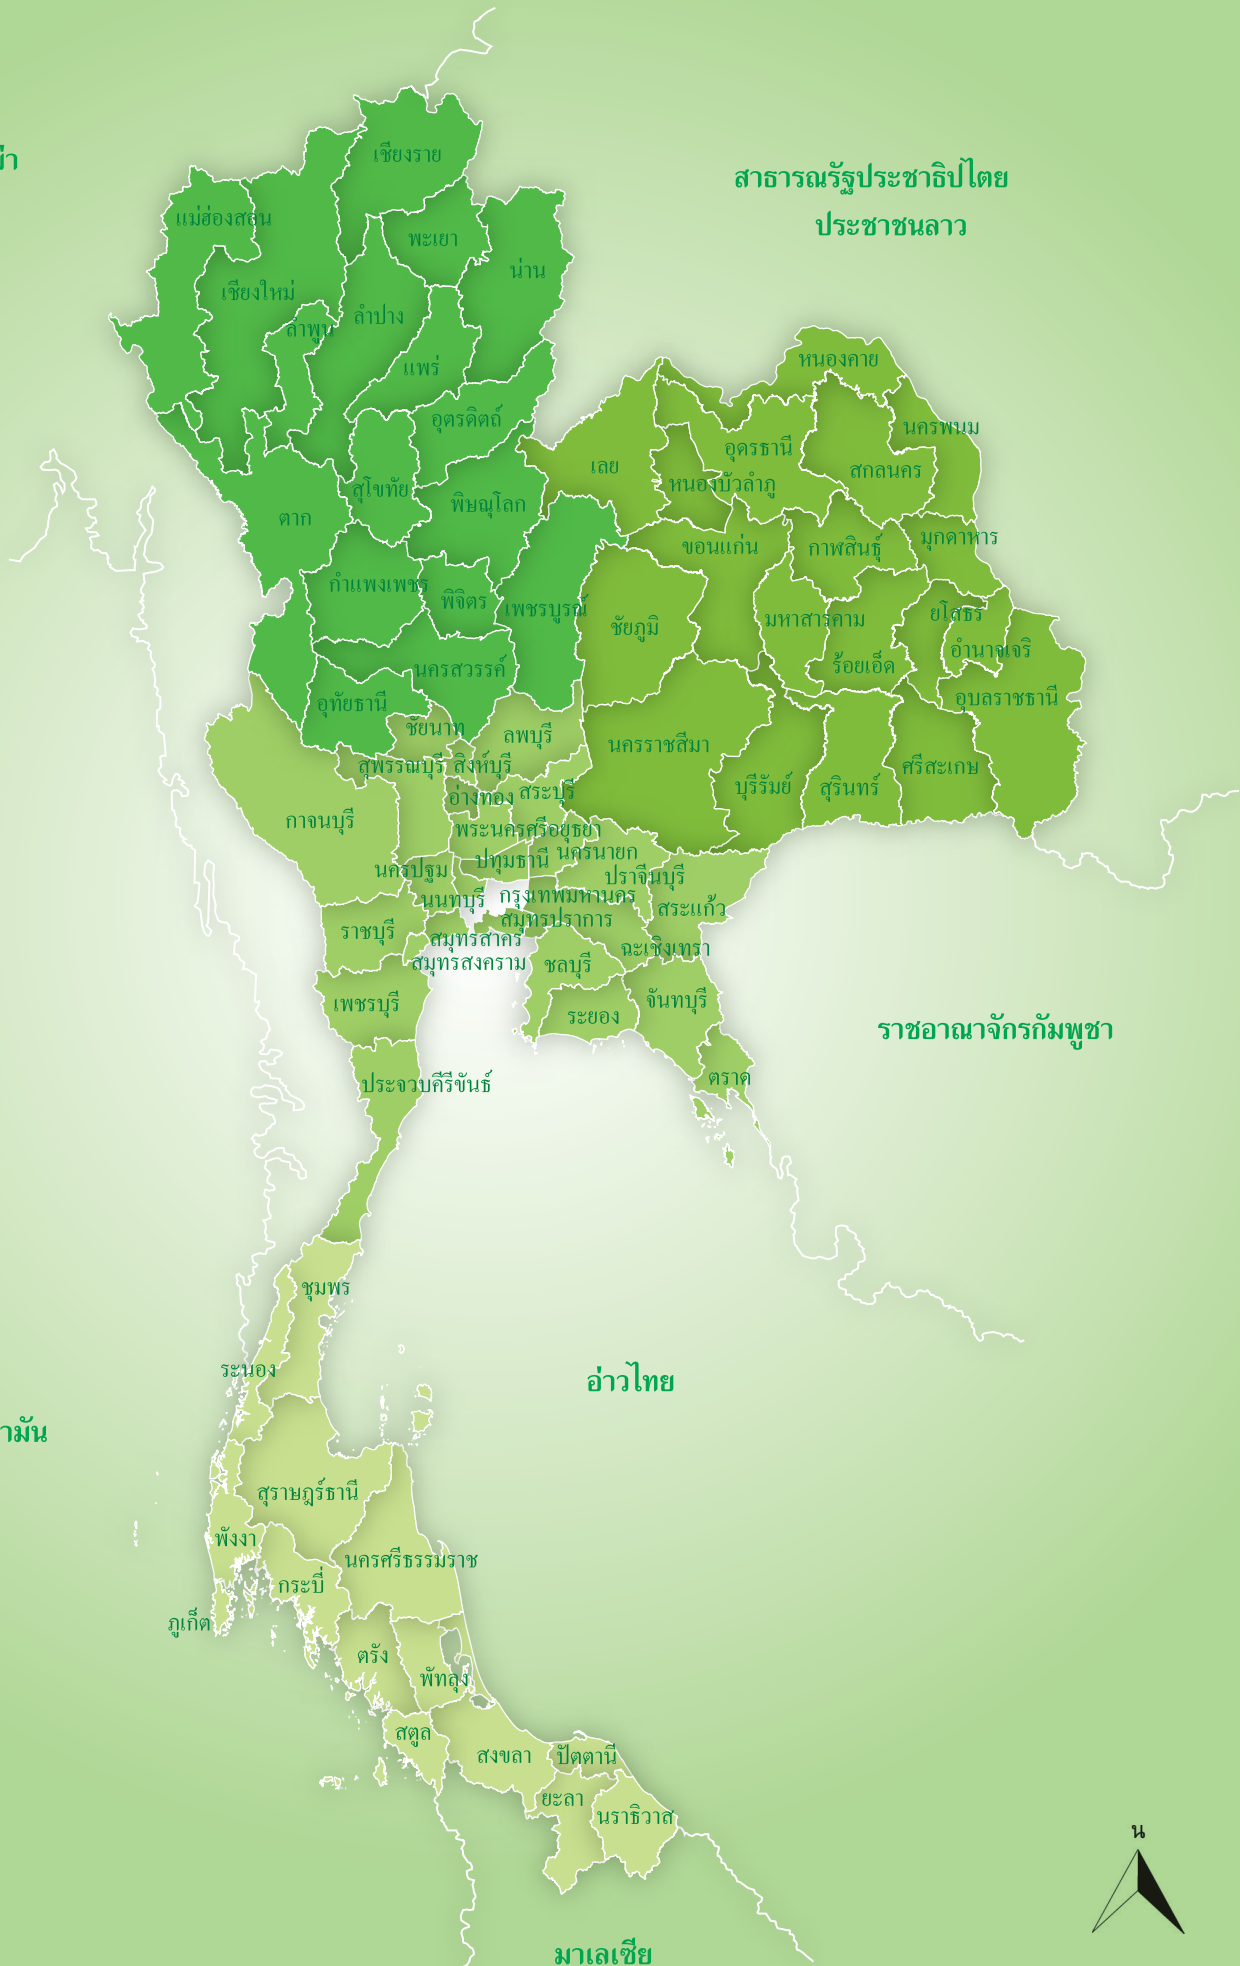 เชียงราย
สาธารณรัฐประชาธิปไตย
ประชาชนลาว
แม่ฮ่องสอน
พะเยา
น่าน
เชียงใหม่
ลำปาง
ลำพูน
แพร่
หนองคาย
อุตรดิตถ์
นครพนม
อุดรธานี
เลย
สกลนคร
หนองบัวลำภู
สุโขทัย
พิษณุโลก
ตาก
มุกดาหาร
ขอนแก่น
กาฬสินธุ์
กำแพงเพชร
พิจิตร
เพชรบูรณ์
ยโสธร
มหาสารคาม
ชัยภูมิ
อำนาจเจริ
ร้อยเอ็ด
นครสวรรค์
อุบลราชธานี
อุทัยธานี
ชัยนาท
ลพบุรี
นครราชสีมา
สุพรรณบุรี
สิงห์บุรี
ศรีสะเกษ
บุรีรัมย์
สุรินทร์
อ่างทอง
สระบุรี
กาจนบุรี
พระนครศรีอยุธยา
นครนายก
ปทุมธานี
นครปฐม
ปราจีนบุรี
นนทบุรี
กรุงเทพมหานคร
สระแก้ว
สมุทรปราการ
ราชบุรี
สมุทรสาคร
ฉะเชิงเทรา
สมุทรสงคราม
ชลบุรี
เพชรบุรี
จันทบุรี
ระยอง
ราชอาณาจักรกัมพูชา
ตราด
ประจวบคีรีขันธ์
ชุมพร
ระนอง
อ่าวไทย
ามัน
สุราษฎร์ธานี
พังงา
นครศรีธรรมราช
กระบี่
ภูเก็ต
ตรัง
พัทลุง
สตูล
สงขลา
ปัตตานี
ยะลา
นราธิวาส
น
มาเลเซีย